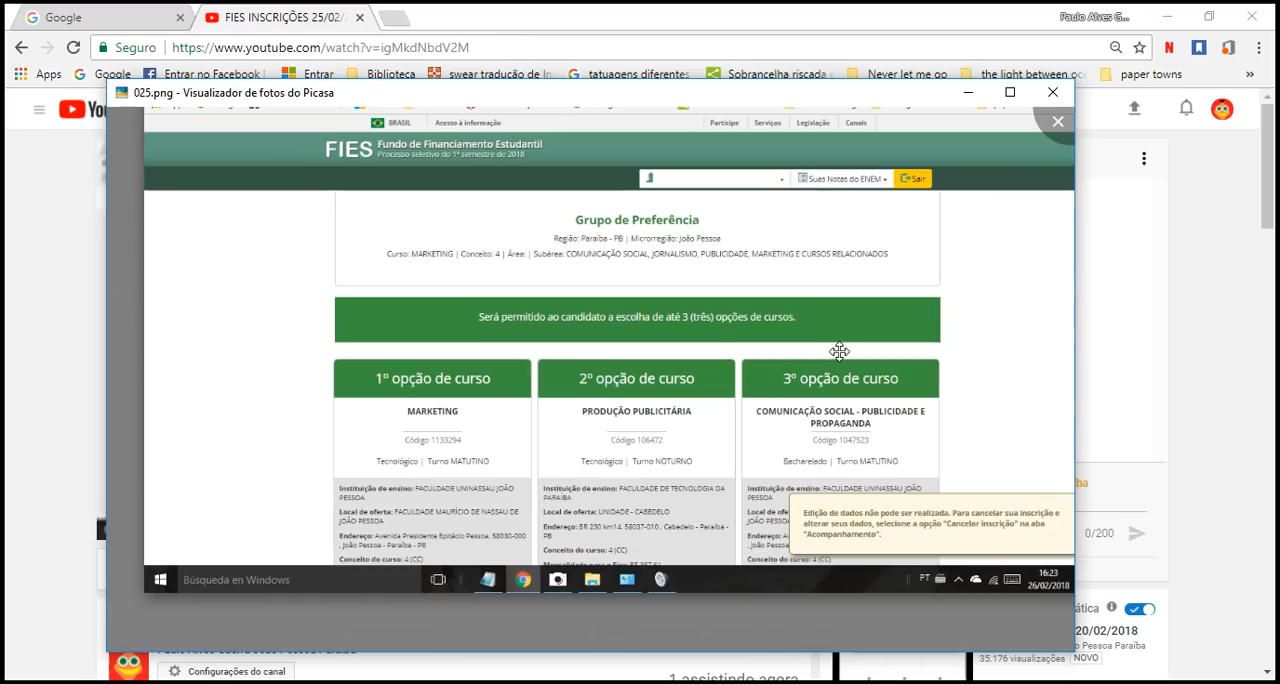 Google
FIES INSCRIÇÕES 25/02/
Paulo Alves G...
Seguro
https://www.youtube.com/watch?v=igMkdNbdV2M
Apps
Google
Entrar no Facebook
Entrar
Biblioteca
swear tradução de In
tatuagens diferentes
Sobrancelha riscada
Never let me go
the light between oc
paper towns
»
025.png - Visualizador de fotos do Picasa
You
BRASIL
Acesso à informação
Participe
Serviços
Legislação
Canais
FIES
Fundo de Financiamento Estudantil
Processo seletivo do 1º semestre de 2018
Suas Notas do ENEM
Sair
Grupo de Preferência
Região: Paraíba - PB | Microrregião: João Pessoa
Curso: MARKETING | Conceito: 4 | Área: | Subárea: COMUNICAÇÃO SOCIAL, JORNALISMO, PUBLICIDADE, MARKETING E CURSOS RELACIONADOS
Será permitido ao candidato a escolha de até 3 (três) opções de cursos.
1º opção de curso
MARKETING
Código 1133294
Tecnológico | Turno MATUTINO
Instituição de ensino: FACULDADE UNINASSAU JOÃO
PESSOA
Local de oferta: FACULDADE MAURÍCIO DE NASSAU DE
JOÃO PESSOA
Endereço: Avenida Presidente Epitácio Pessoa, 58030-000
, João Pessoa - Paraíba - PB
Conceito do curso: 4 (CC)
2º opção de curso
PRODUÇÃO PUBLICITÁRIA
Código 106472
Tecnológico | Turno NOTURNO
Instituição de ensino: FACULDADE DE TECNOLOGIA DA
PARAÍBA
Local de oferta: UNIDADE - CABEDELO
Endereço: BR 230 km14, 58037-010 , Cabedelo - Paraíba -
PB
Conceito do curso: 4 (CC)
3º opção de curso
COMUNICAÇÃO SOCIAL - PUBLICIDADE E
PROPAGANDA
Código 1047523
Bacharelado | Turno MATUTINO
Instituição de ensino: FACULDADE UNINASSAU JOÃO
PESSOA
Local de
JOÃO PES
Endereço
, João Pes
Conceito
Edição de dados não pode ser realizada. Para cancelar sua inscrição e
alterar seus dados, selecione a opção "Cancelar inscrição" na aba
"Acompanhamento".
ba
0/200
Búsqueda en Windows
PT
16:23
26/02/2018
ática
20/02/2018
Pessoa Paraíba
35.176 visualizações
NOVO
Configurações do canal
1 assistindo agora